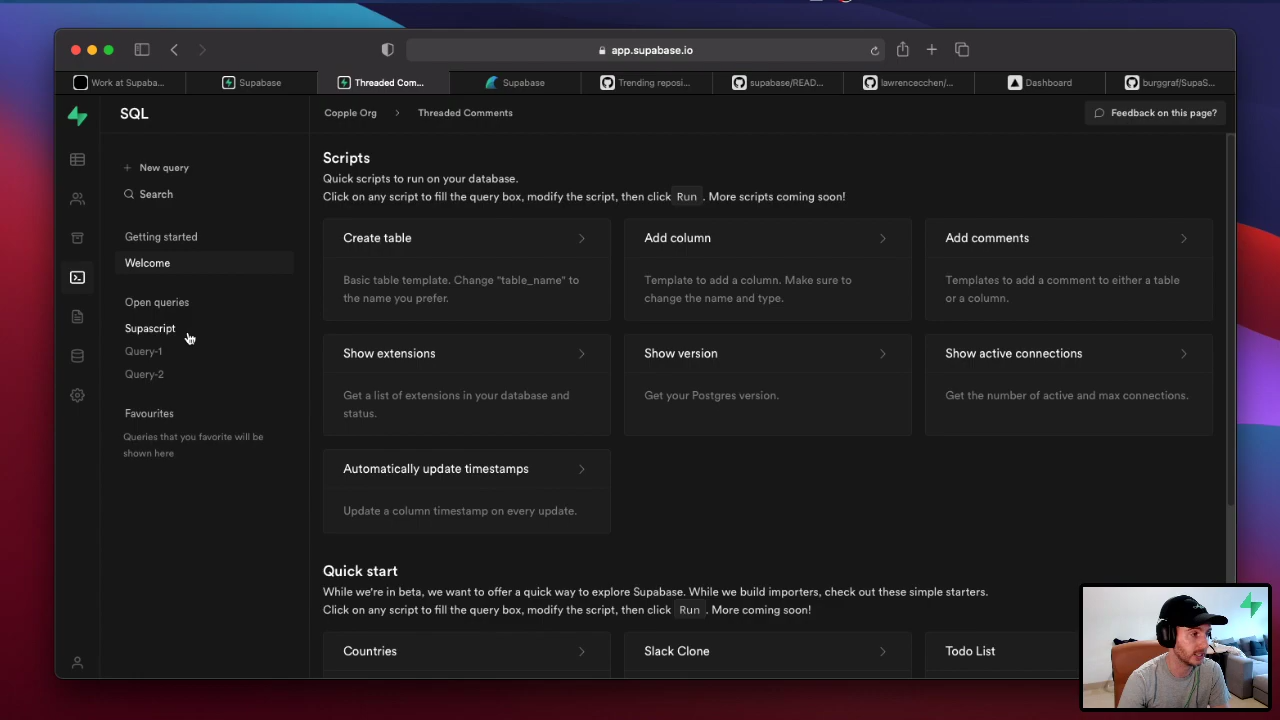 app.supabase.io
Work at Supaba...
Supabase
Threaded Com...
Supabase
Trending reposi...
supabase/READ...
lawrencecchen/...
Dashboard
burggraf/SupaS...
SQL
Copple Org > Threaded Comments
Feedback on this page?
+ New query
Search
Getting started
Welcome
Open queries
Supascript
Query-1
Query-2
Favourites
Queries that you favorite will be
shown here
Scripts
Quick scripts to run on your database.
Click on any script to fill the query box, modify the script, then click Run . More scripts coming soon!
Create table
Basic table template. Change "table_name" to
the name you prefer.
Add column
Template to add a column. Make sure to
change the name and type.
Add comments
Templates to add a comment to either a table
or a column.
Show extensions
Get a list of extensions in your database and
status.
Show version
Get your Postgres version.
Show active connections
Get the number of active and max connections.
Automatically update timestamps
Update a column timestamp on every update.
Quick start
While we're in beta, we want to offer a quick way to explore Supabase. While we build importers, check out these simple starters.
Click on any script to fill the query box, modify the script, then click Run . More coming soon!
Countries
Slack Clone
Todo List